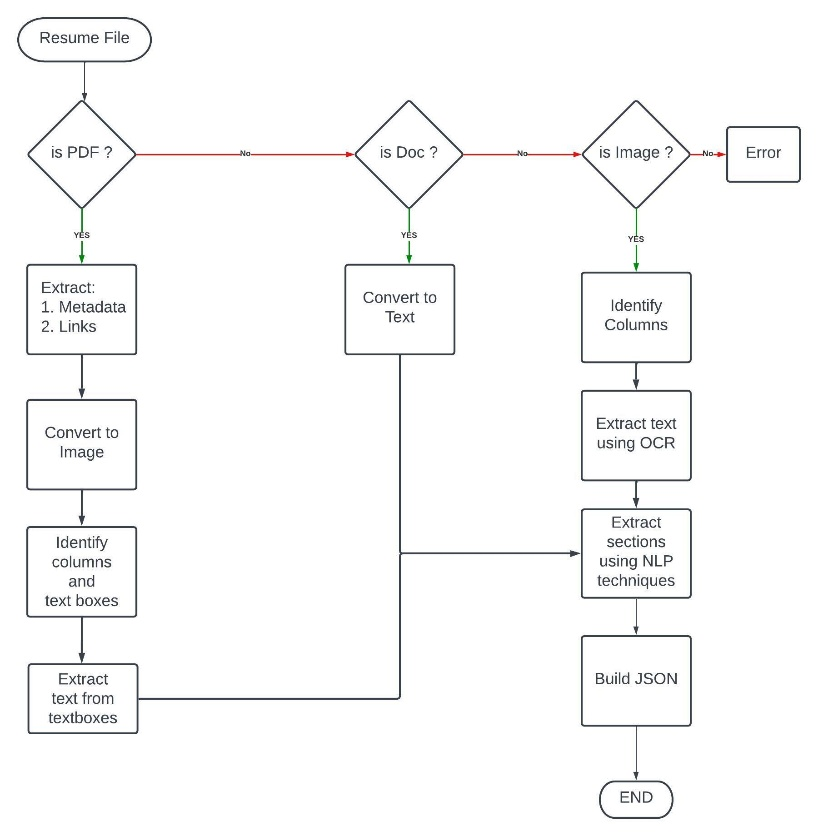 Resume File
is PDF ?
No
is Doc ?
No
is Image ?
No
Error
YES
YES
YES
Extract:
1. Metadata
2. Links
Convert to
Text
Identify
Columns
Convert to
Image
Extract text
using OCR
Identify
columns
and
text boxes
Extract
sections
using NLP
techniques
Extract
text from
textboxes
Build JSON
END